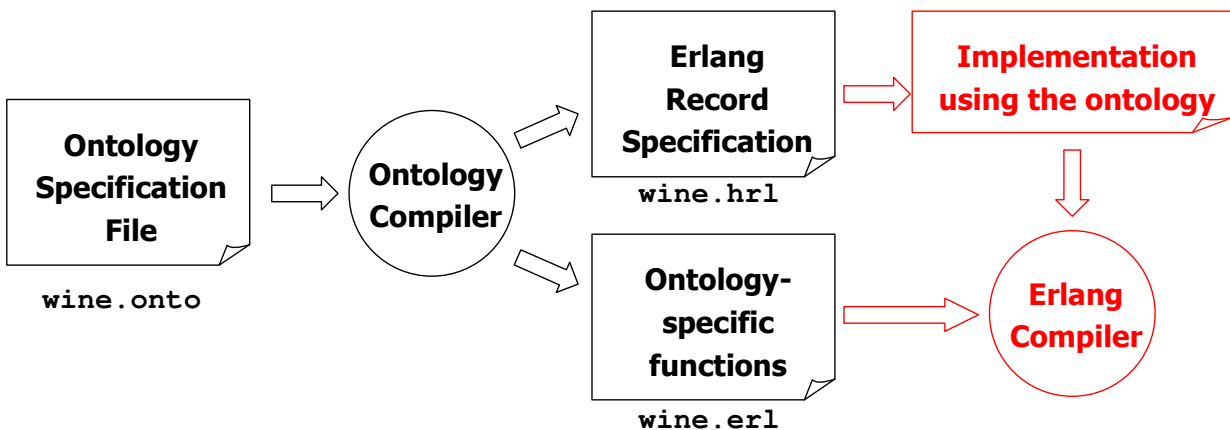 Ontology
Specification
File
wine.onto
Ontology
Compiler
Erlang
Record
Specification
wine.hrl
Ontology-
specific
functions
wine.erl
Implementation
using the ontology
Erlang
Compiler